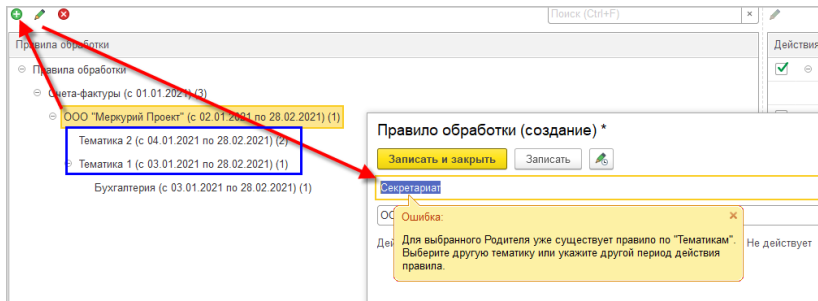 Поиск (Ctrl+F)
×
Правила обработки
Действия
Правила обработки
Счета-фактуры (с 01.01.2021) (3)
ООО "Меркурий Проект" (с 02.01.2021 по 28.02.2021) (1)
Тематика 2 (с 04.01.2021 по 28.02.2021) (2)
Тематика 1 (с 03.01.2021 по 28.02.2021) (1)
Бухгалтерия (с 03.01.2021 по 28.02.2021) (1)
Правило обработки (создание) *
Записать и закрыть
Записать
Секретариат
Ошибка:
Для выбранного Родителя уже существует правило по "Тематикам".
Выберите другую тематику или укажите другой период действия
правила.
Не действует